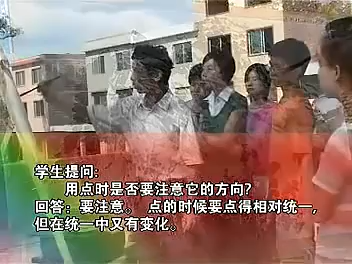 学生提问：
用点时是否要注意它的方向？
回答：要注意。 点的时候要点得相对统一，
但在统一中又有变化。